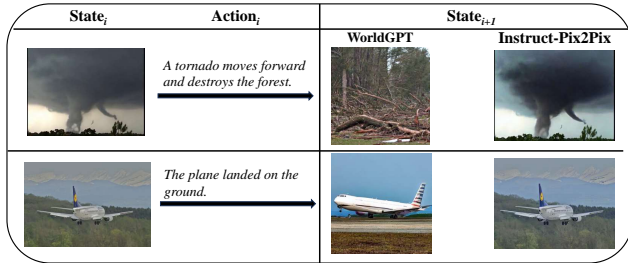 State_i Action_i State_{i+1}
WorldGPT Instruct-Pix2Pix
A tornado moves forward
and destroys the forest.
The plane landed on the
ground.